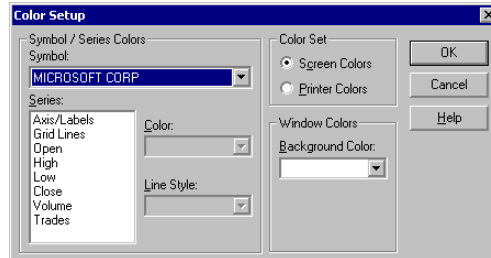 Color Setup
Symbol / Series Colors
Symbol:
MICROSOFT CORP
Series:
Axis/Labels
Grid Lines
Open
High
Low
Close
Volume
Trades
Color:
Line Style:
Color Set
Screen Colors
Printer Colors
Window Colors
Background Color:
OK
Cancel
Help